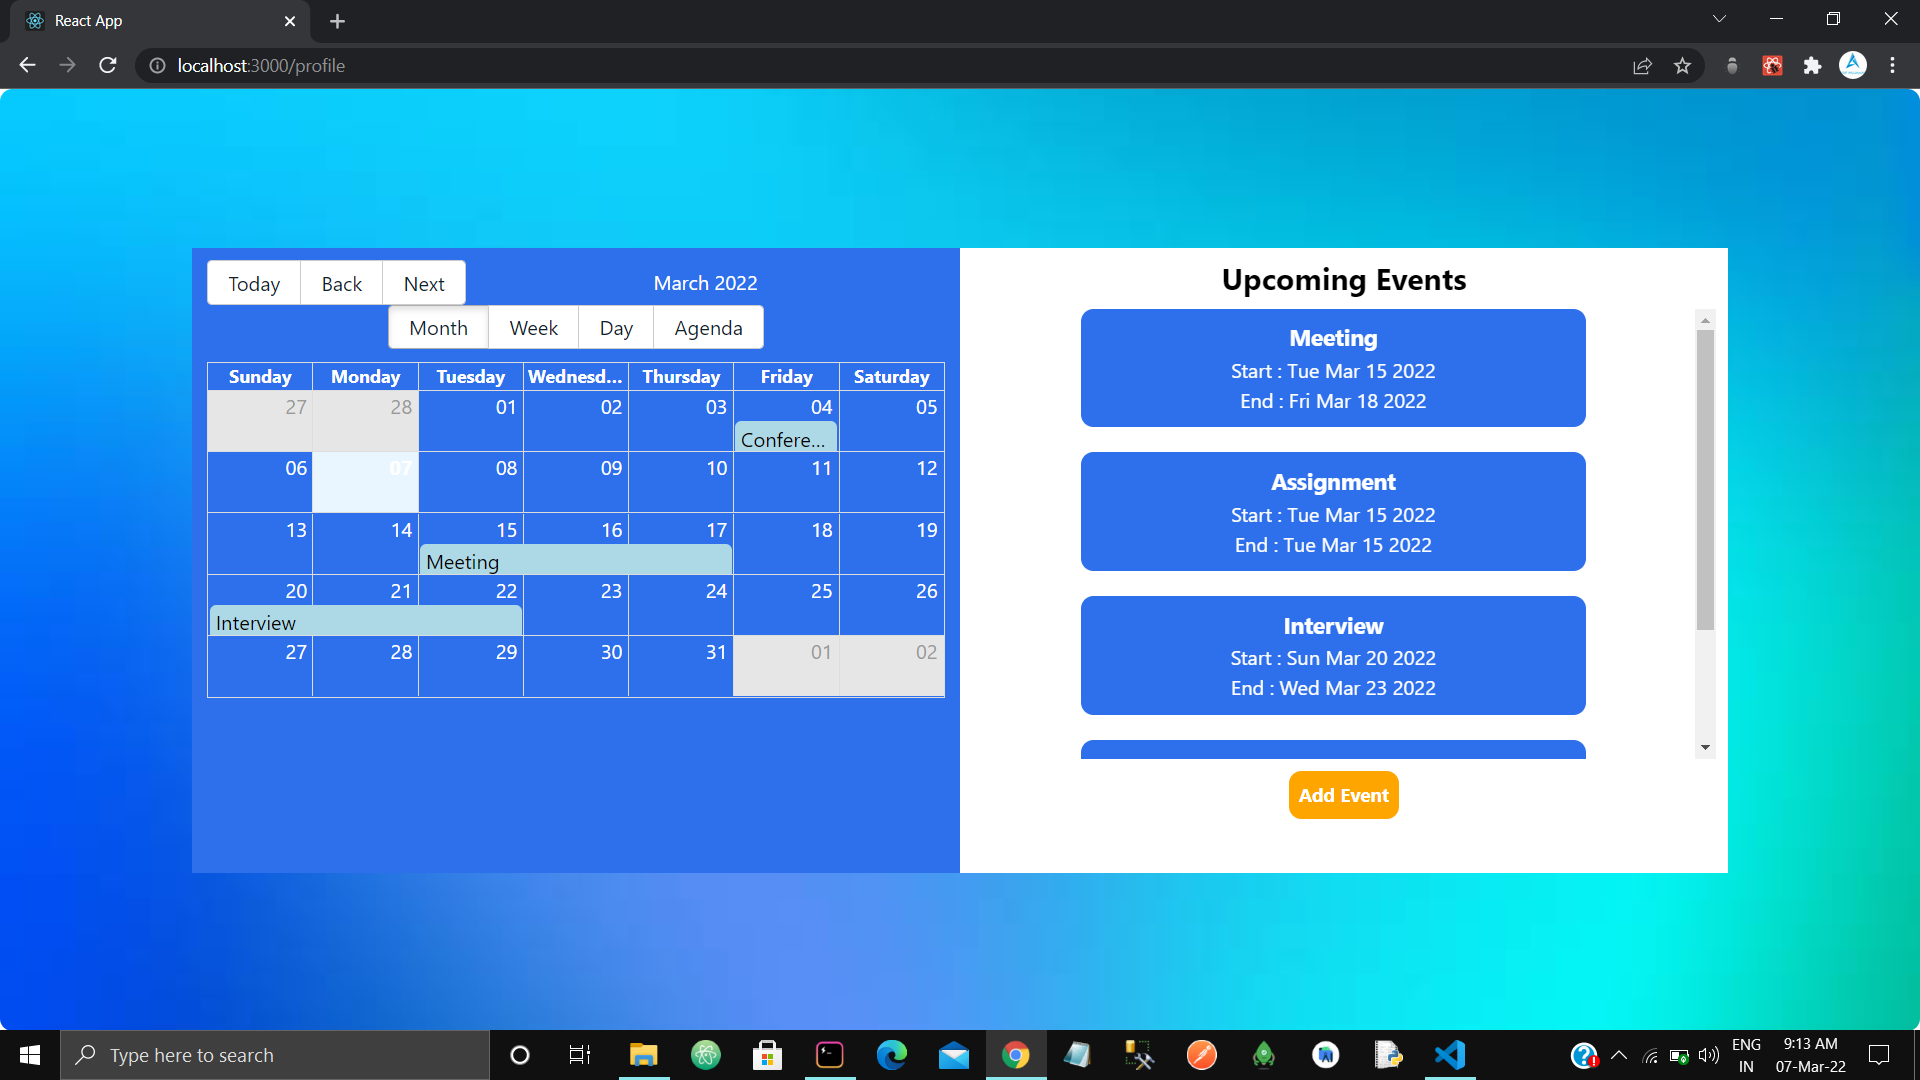 React App
localhost:3000/profile
Today Back Next
March 2022
Month Week Day Agenda
Sunday Monday Tuesday Wednesd... Thursday Friday Saturday
27 28 01 02 03 04 05
Confere...
06 07 08 09 10 11 12
13 14 15 16 17 18 19
Meeting
20 21 22 23 24 25 26
Interview
27 28 29 30 31 01 02
Upcoming Events
Meeting
Start : Tue Mar 15 2022
End : Fri Mar 18 2022
Assignment
Start : Tue Mar 15 2022
End : Tue Mar 15 2022
Interview
Start : Sun Mar 20 2022
End : Wed Mar 23 2022
Add Event
Type here to search
ENG
IN
9:13 AM
07-Mar-22